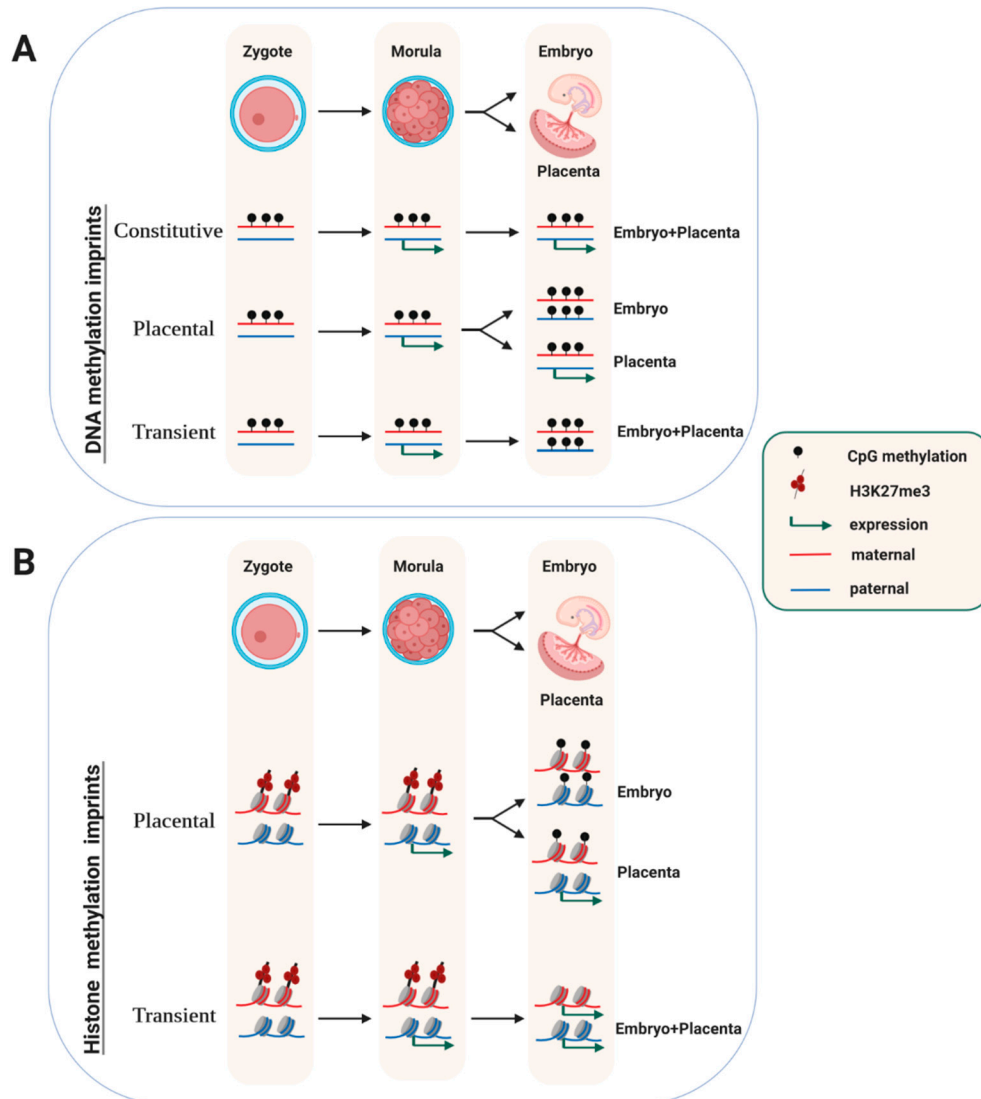 A
Zygote
Morula
Embryo
Placenta
DNA methylation imprints
Constitutive
Embryo+Placenta
Placental
Embryo
Placenta
Transient
Embryo+Placenta
CpG methylation
H3K27me3
expression
maternal
paternal
B
Zygote
Morula
Embryo
Placenta
Histone methylation imprints
Placental
Embryo
Placenta
Transient
Embryo+Placenta